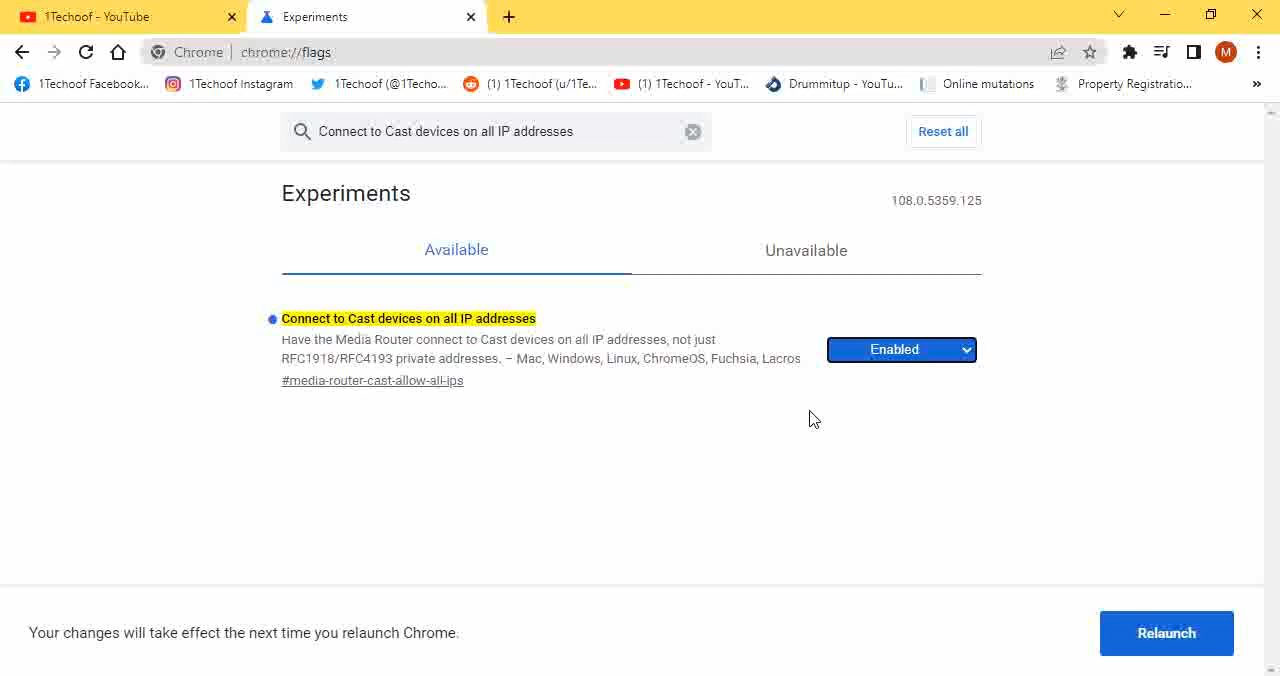 1Techoof - YouTube
Experiments
Chrome
chrome://flags
M
1Techoof Facebook...
1Techoof Instagram
1Techoof (@1Techo...
(1) 1Techoof (u/1Te...
(1) 1Techoof - YouT...
Drummitup - YouTu...
Online mutations
Property Registratio...
»
Connect to Cast devices on all IP addresses
Reset all
Experiments
108.0.5359.125
Available
Unavailable
Connect to Cast devices on all IP addresses
Have the Media Router connect to Cast devices on all IP addresses, not just
RFC1918/RFC4193 private addresses. – Mac, Windows, Linux, ChromeOS, Fuchsia, Lacros
Enabled
#media-router-cast-allow-all-ips
Your changes will take effect the next time you relaunch Chrome.
Relaunch